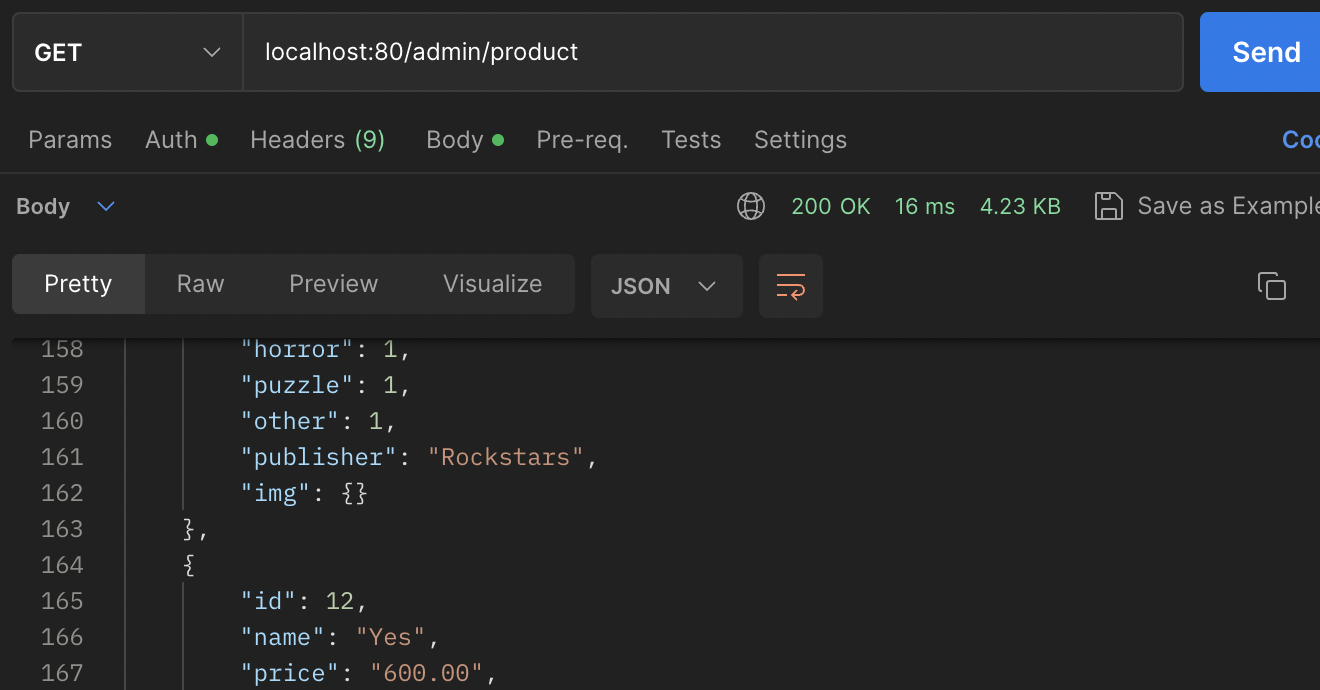 GET localhost:80/admin/product Send
Params Auth Headers (9) Body Pre-req. Tests Settings
Body 200 OK 16 ms 4.23 KB Save as Example
Pretty Raw Preview Visualize JSON
158 "horror": 1,
159 "puzzle": 1,
160 "other": 1,
161 "publisher": "Rockstars",
162 "img": {}
163 },
164 {
165 "id": 12,
166 "name": "Yes",
167 "price": "600.00",